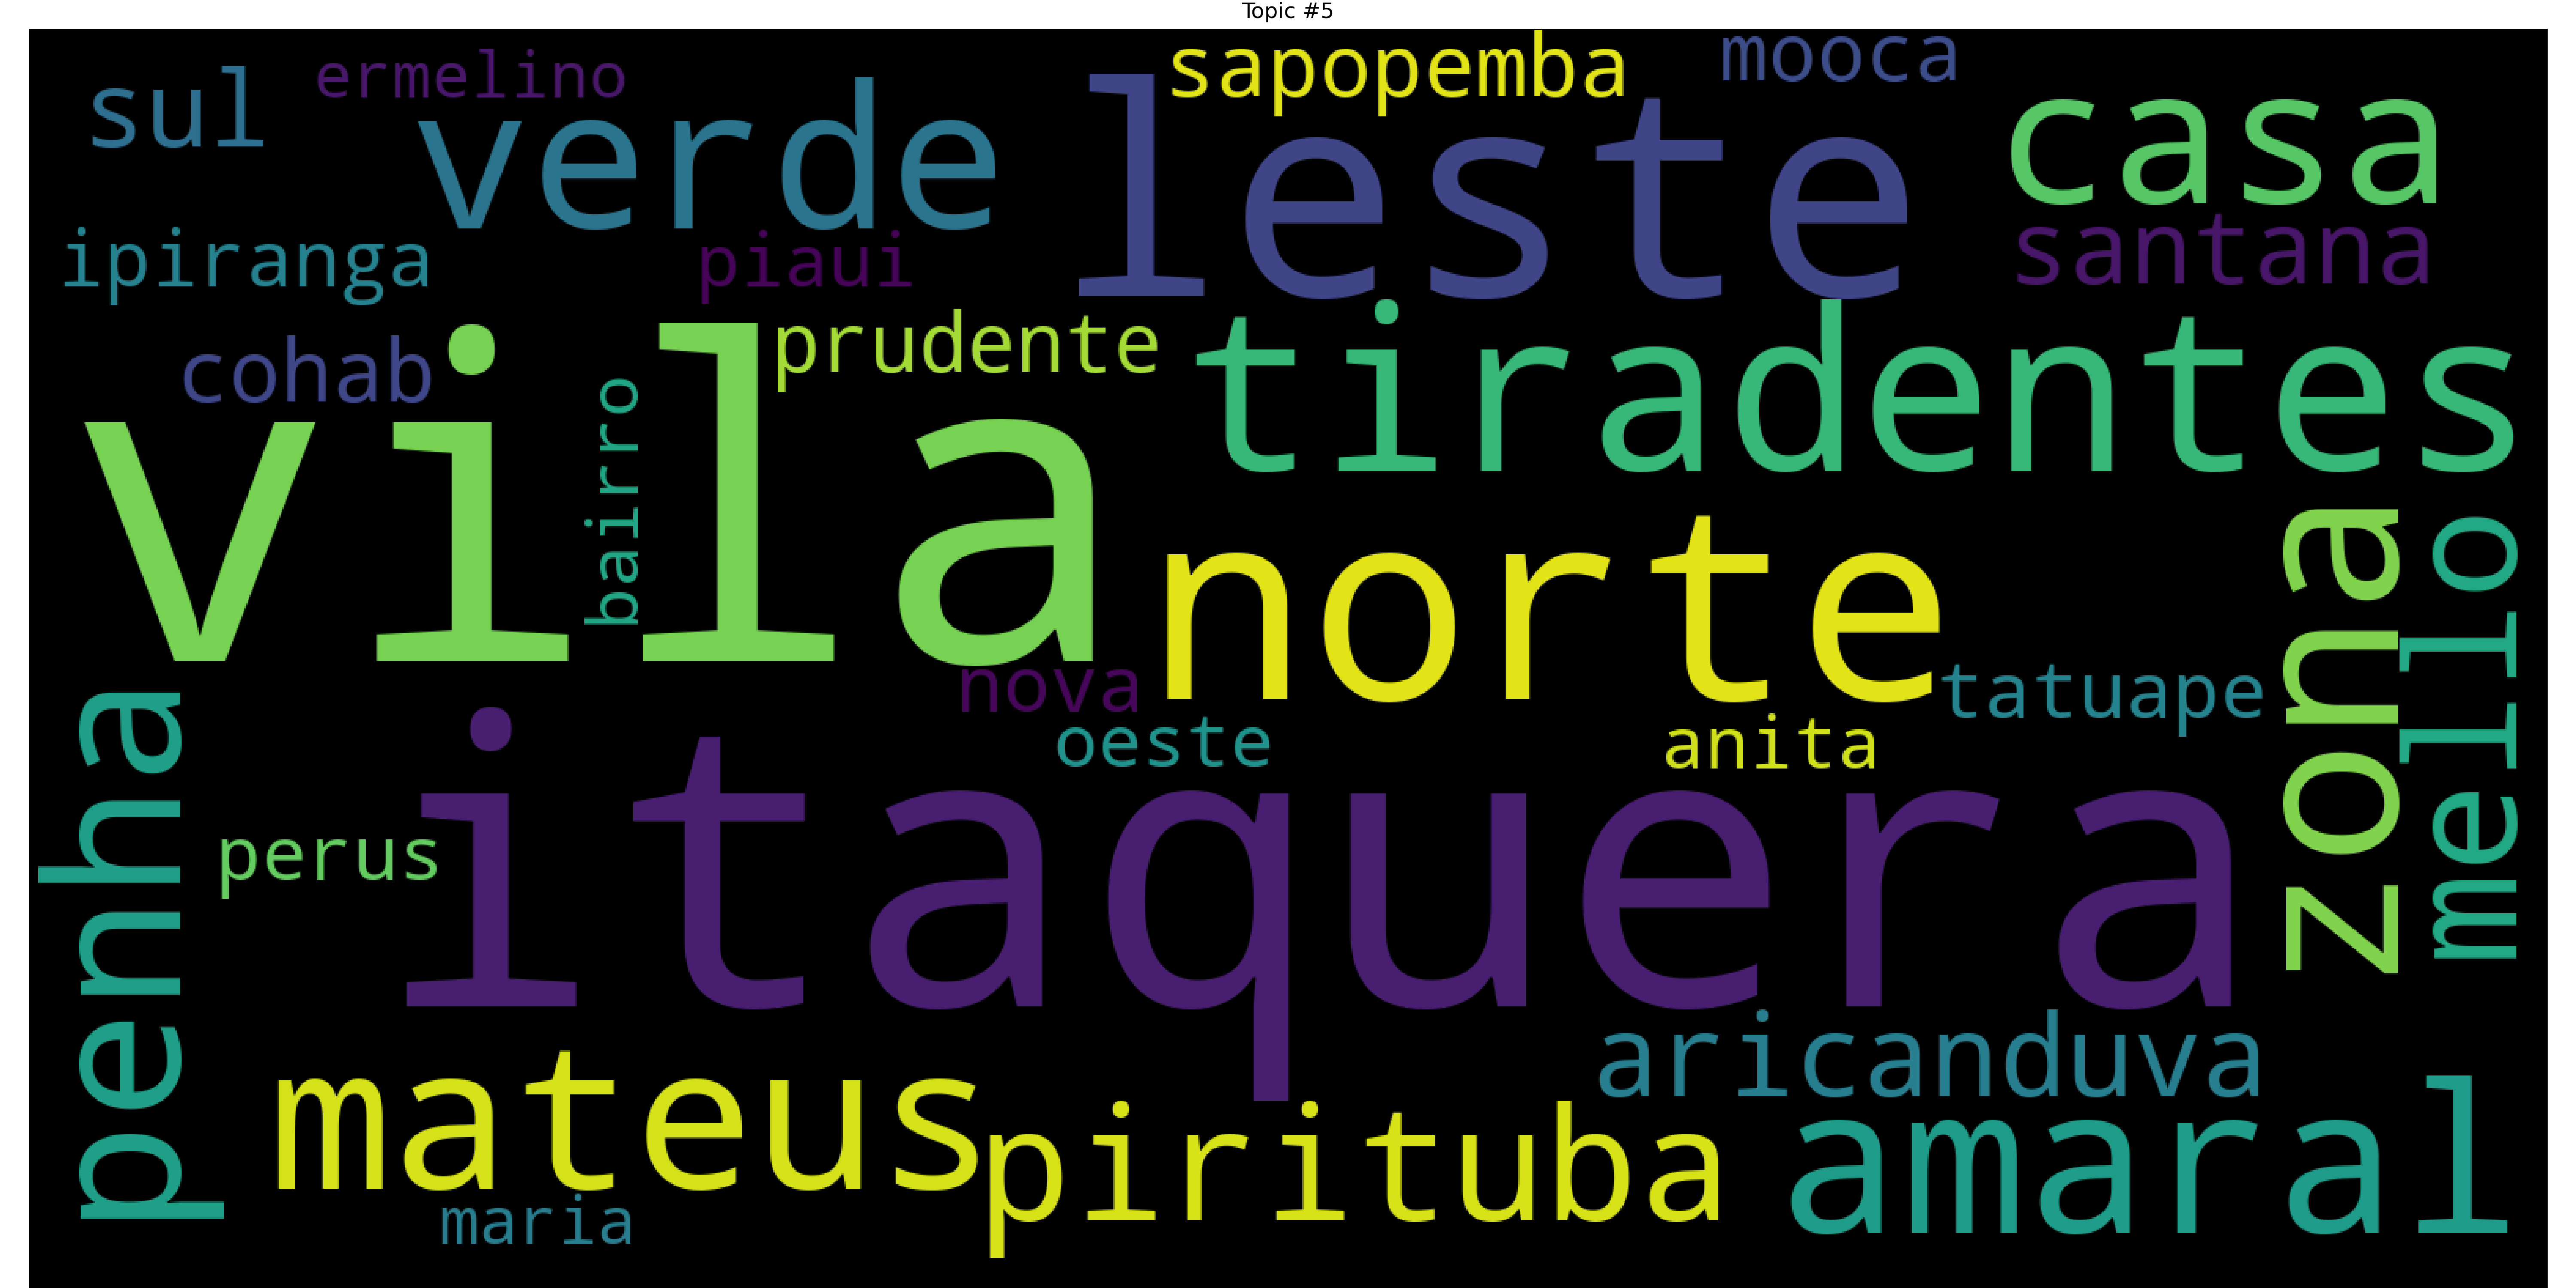 Topic #5
sul
ermelino
verde
leste
sapopemba
mooca
casa
ipiranga
piaui
santana
cohab
prudente
tiradentes
vila
bairro
norte
zona
mello
nova
oeste
anita
tatuape
penha
perus
itaquera
aricanduva
mateus
pirituba
amaral
maria